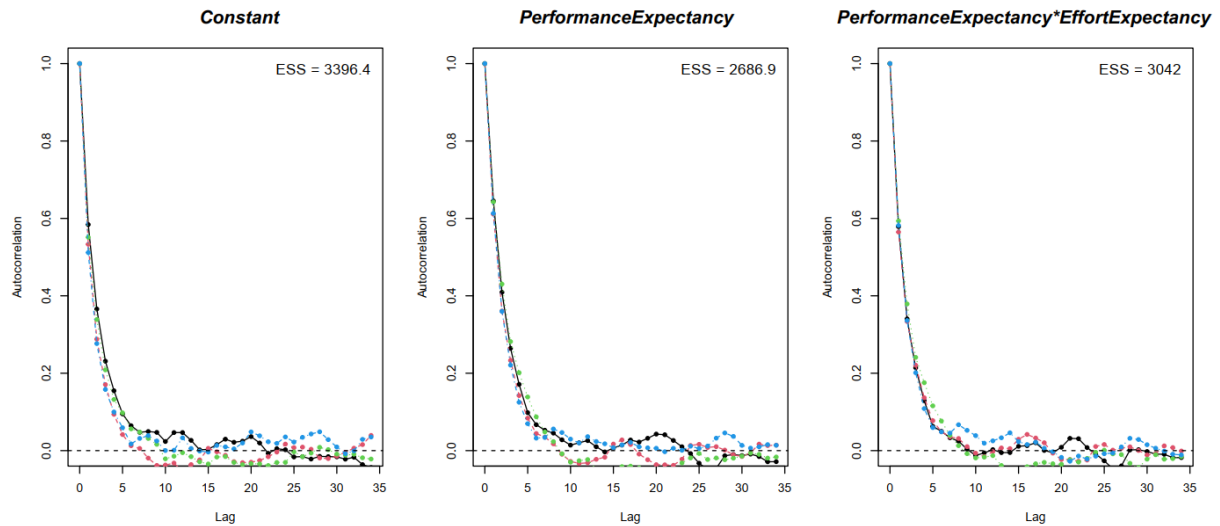 Constant
ESS = 3396.4
Autocorrelation
1.0
0.8
0.6
0.4
0.2
0.0
0 5 10 15 20 25 30 35
Lag
PerformanceExpectancy
ESS = 2686.9
Autocorrelation
1.0
0.8
0.6
0.4
0.2
0.0
0 5 10 15 20 25 30 35
Lag
PerformanceExpectancy*EffortExpectancy
ESS = 3042
Autocorrelation
1.0
0.8
0.6
0.4
0.2
0.0
0 5 10 15 20 25 30 35
Lag